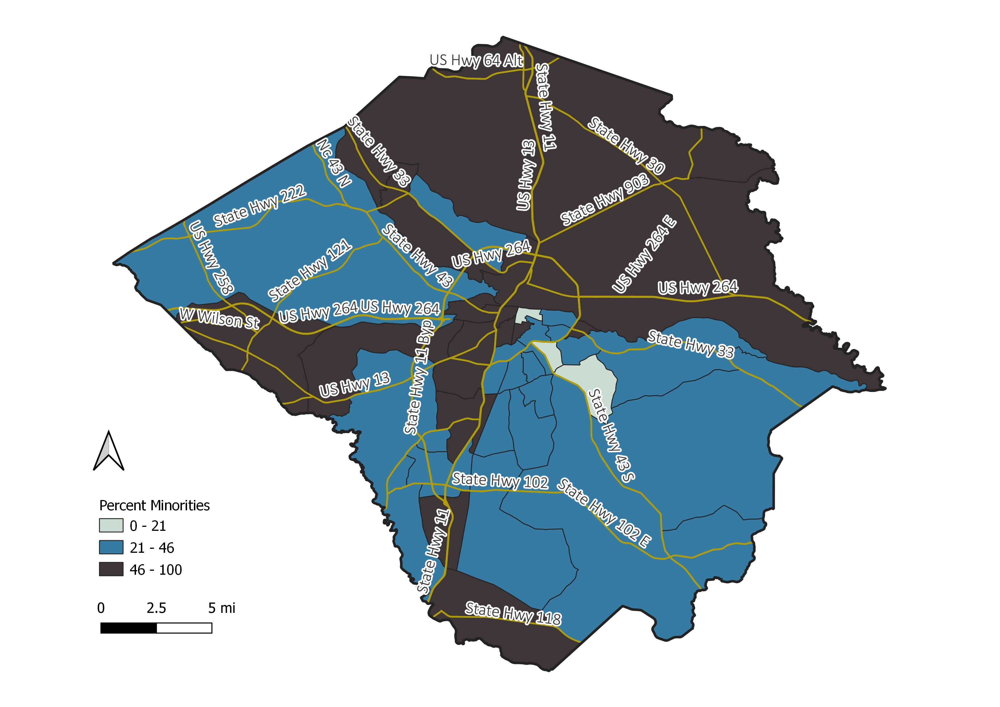 US Hwy 64 Alt
State Hwy 11
State Hwy 33
Nc 43 N
State Hwy 30
US Hwy 13
State Hwy 903
State Hwy 222
US Hwy 258
State Hwy 121
State Hwy 43
US Hwy 264
US Hwy 264 E
US Hwy 264
W Wilson St
US Hwy 264
US Hwy 264
State Hwy 11 Byp
State Hwy 33
US Hwy 13
State Hwy 43 S
State Hwy 102
State Hwy 102 E
State Hwy 11
State Hwy 118
Percent Minorities
0 - 21
21 - 46
46 - 100
0 2.5 5 mi